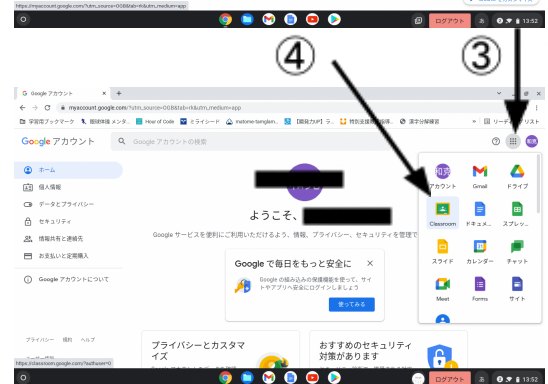 https://myaccount.google.com/?utm_source=OGB&tab=rk&utm_medium=app
ログアウト
あ
13:52
④
③
Google アカウント
myaccount.google.com/?utm_source=OGB&tab=rk&utm_medium=app
学習用ブックマーク
眼球体操メンタ...
Hour of Code
ミライシード
matome-tamglen...
【開発力UP】ラ...
漢字分解練習
Google アカウント
Google アカウントの検索
ホーム
個人情報
データとプライバシー
セキュリティ
情報共有と連絡先
お支払いと定期購入
Google アカウントについて
プライバシー 規約 ヘルプ
ようこそ、
Google サービスを便利にご利用いただけるよう、情報、プライバシー、セキュリティを管理で
Google で毎日をもっと安全に
Google の組み込みの保護機能を使って、サイ
トやアプリへ安全にログインしましょう
使ってみる
プライバシーとカスタマ
イズ
おすすめのセキュリティ
対策があります
アカウント
Gmail
ドライブ
Classroom
ドキュメ...
スプレッ...
スライド
カレンダー
チャット
Meet
Forms
サイト
https://classroom.google.com/?authuser=0
ログアウト
あ
13:52